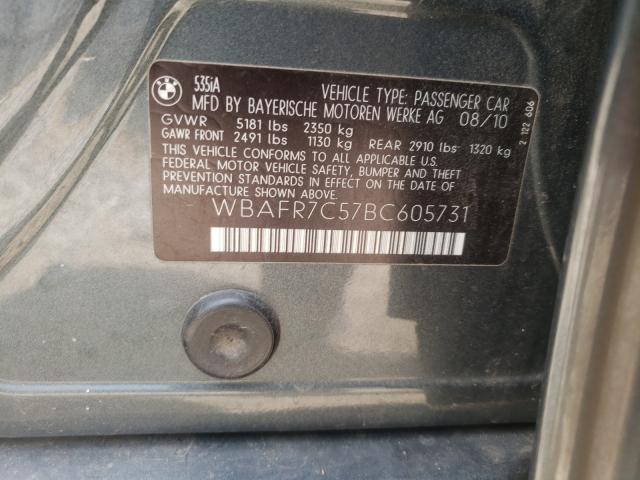 BMW
535iA
VEHICLE TYPE: PASSENGER CAR
MFD BY BAYERISCHE MOTOREN WERKE AG 08/10
GVWR 5181 lbs 2350 kg
GAWR FRONT 2491 lbs 1130 kg REAR 2910 lbs 1320 kg
THIS VEHICLE CONFORMS TO ALL APPLICABLE U.S.
FEDERAL MOTOR VEHICLE SAFETY, BUMPER AND THEFT
PREVENTION STANDARDS IN EFFECT ON THE DATE OF
MANUFACTURE SHOWN ABOVE.
WBAFR7C57BC605731
2 122 606